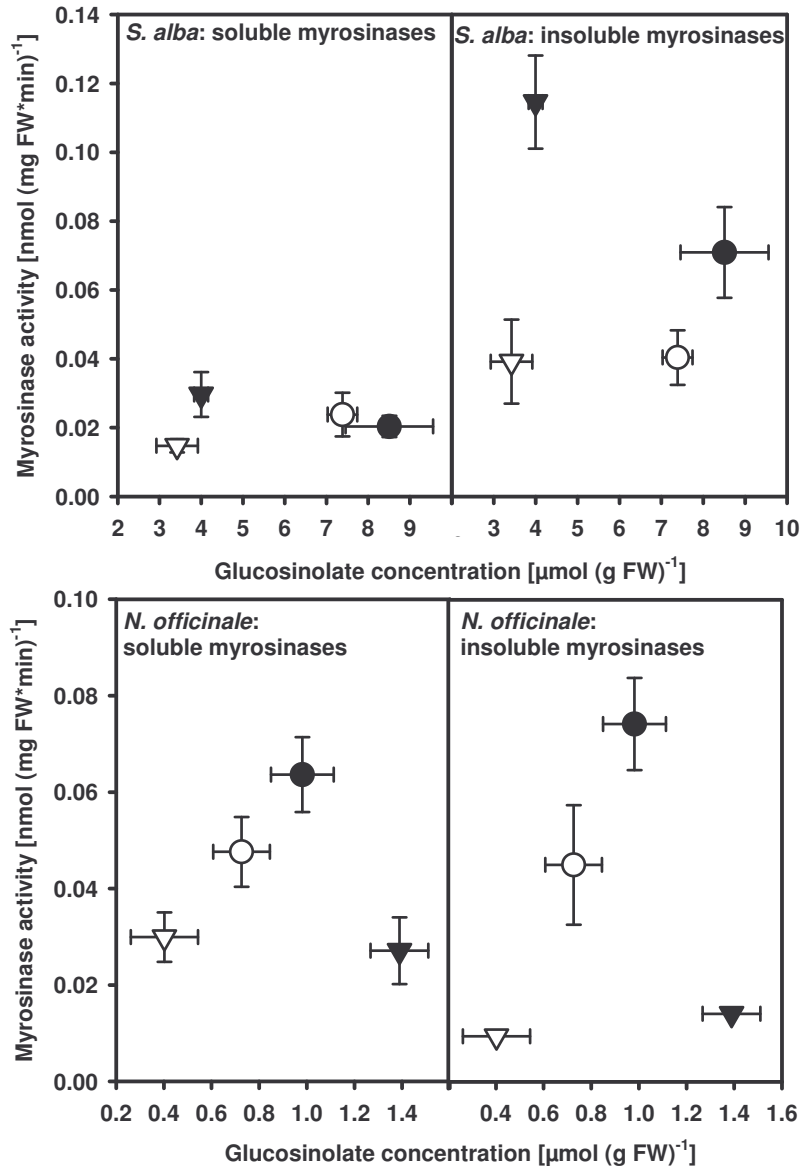 S. alba: soluble myrosinases
S. alba: insoluble myrosinases
Myrosinase activity [nmol (mg FW*min)⁻¹]
0.14
0.12
0.10
0.08
0.06
0.04
0.02
0.00
2 3 4 5 6 7 8 9
3 4 5 6 7 8 9 10
Glucosinolate concentration [µmol (g FW)⁻¹]
N. officinale:
soluble myrosinases
N. officinale:
insoluble myrosinases
Myrosinase activity [nmol (mg FW*min)⁻¹]
0.10
0.08
0.06
0.04
0.02
0.00
0.2 0.4 0.6 0.8 1.0 1.2 1.4
0.4 0.6 0.8 1.0 1.2 1.4 1.6
Glucosinolate concentration [µmol (g FW)⁻¹]